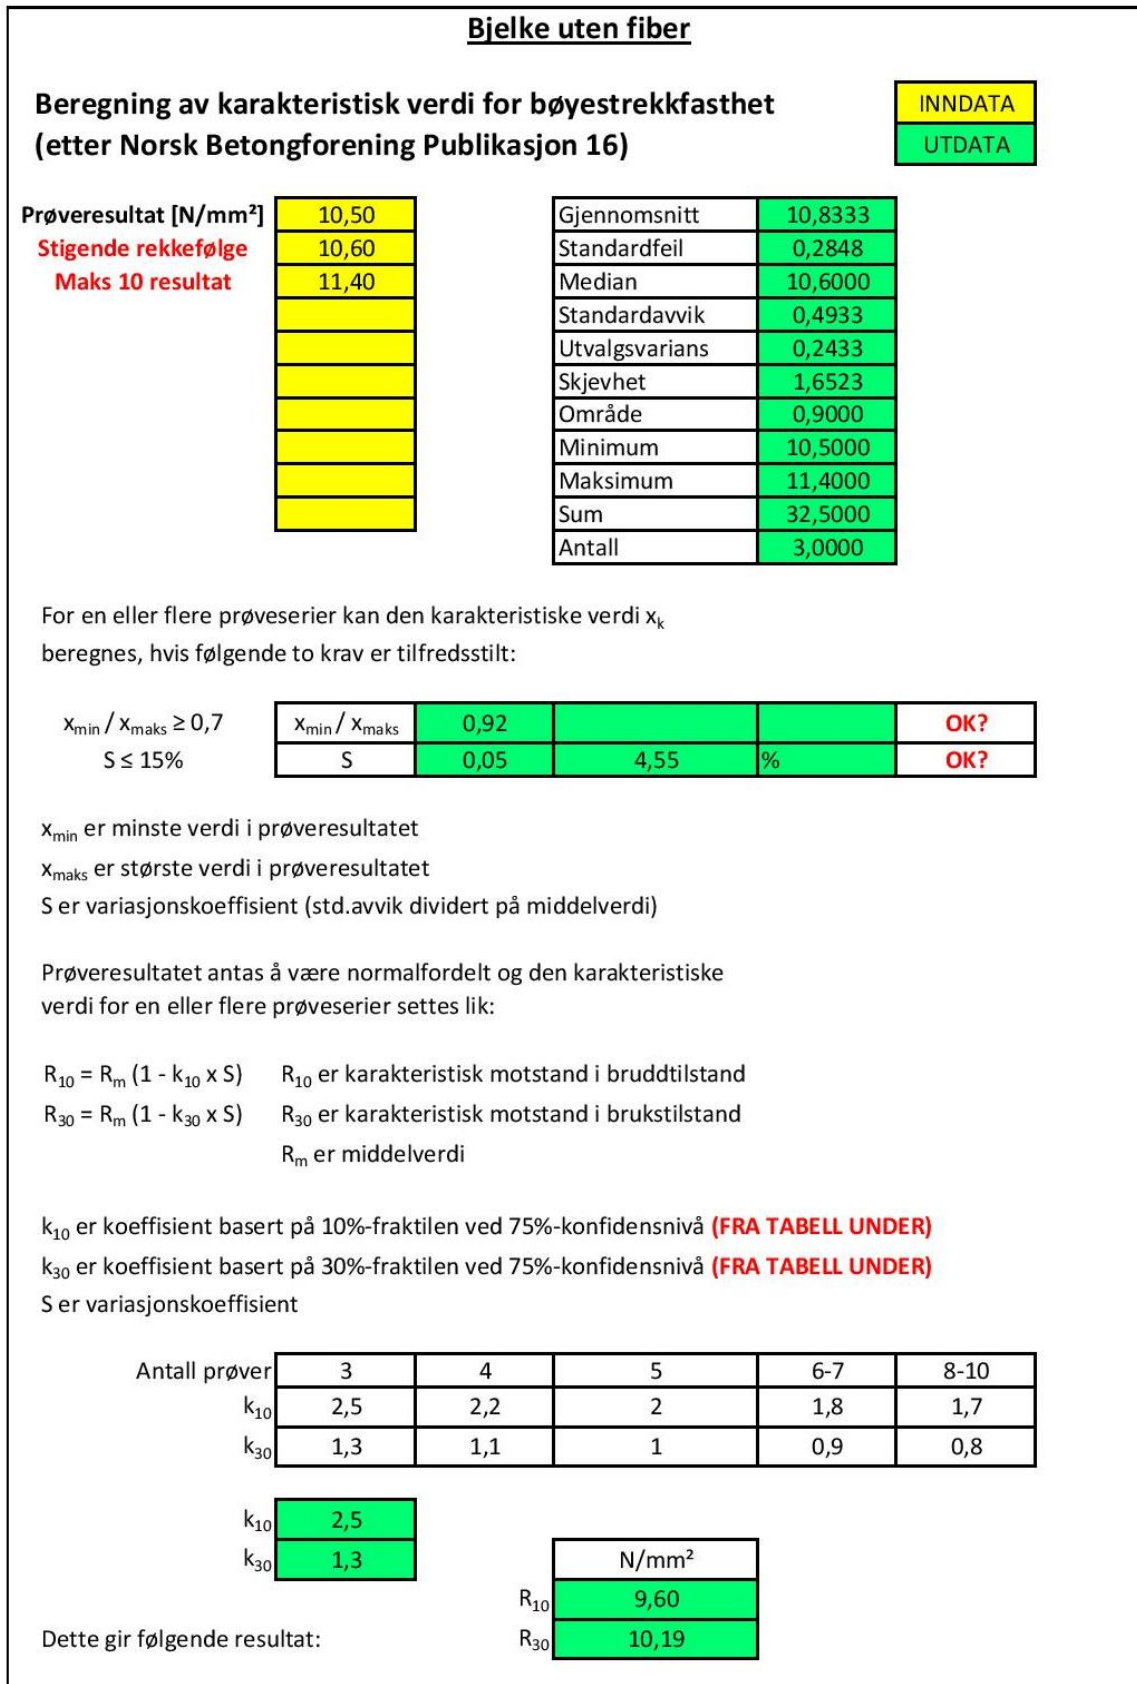 Bjelke uten fiber
Beregning av karakteristisk verdi for bøyestrekkfasthet
(etter Norsk Betongforening Publikasjon 16)
INNDATA
UTDATA
Prøveresultat [N/mm²] 10,50
Stigende rekkefølge 10,60
Maks 10 resultat 11,40
Gjennomsnitt 10,8333
Standardfeil 0,2848
Median 10,6000
Standardavvik 0,4933
Utvalgsvarians 0,2433
Skjevhet 1,6523
Område 0,9000
Minimum 10,5000
Maksimum 11,4000
Sum 32,5000
Antall 3,0000
For en eller flere prøveserier kan den karakteristiske verdi xk
beregnes, hvis følgende to krav er tilfredsstilt:
xmin / xmaks ≥ 0,7 xmin / xmaks 0,92 OK?
S ≤ 15% S 0,05 4,55 % OK?
xmin er minste verdi i prøveresultatet
xmaks er største verdi i prøveresultatet
S er variasjonskoeffisient (std.avvik dividert på middelverdi)
Prøveresultatet antas å være normalfordelt og den karakteristiske
verdi for en eller flere prøveserier settes lik:
R10 = Rm (1 - k10 x S) R10 er karakteristisk motstand i bruddtilstand
R30 = Rm (1 - k30 x S) R30 er karakteristisk motstand i brukstilstand
Rm er middelverdi
k10 er koeffisient basert på 10%-fraktilen ved 75%-konfidensnivå (FRA TABELL UNDER)
k30 er koeffisient basert på 30%-fraktilen ved 75%-konfidensnivå (FRA TABELL UNDER)
S er variasjonskoeffisient
Antall prøver 3 4 5 6-7 8-10
k10 2,5 2,2 2 1,8 1,7
k30 1,3 1,1 1 0,9 0,8
k10 2,5
k30 1,3
N/mm²
R10 9,60
Dette gir følgende resultat: R30 10,19